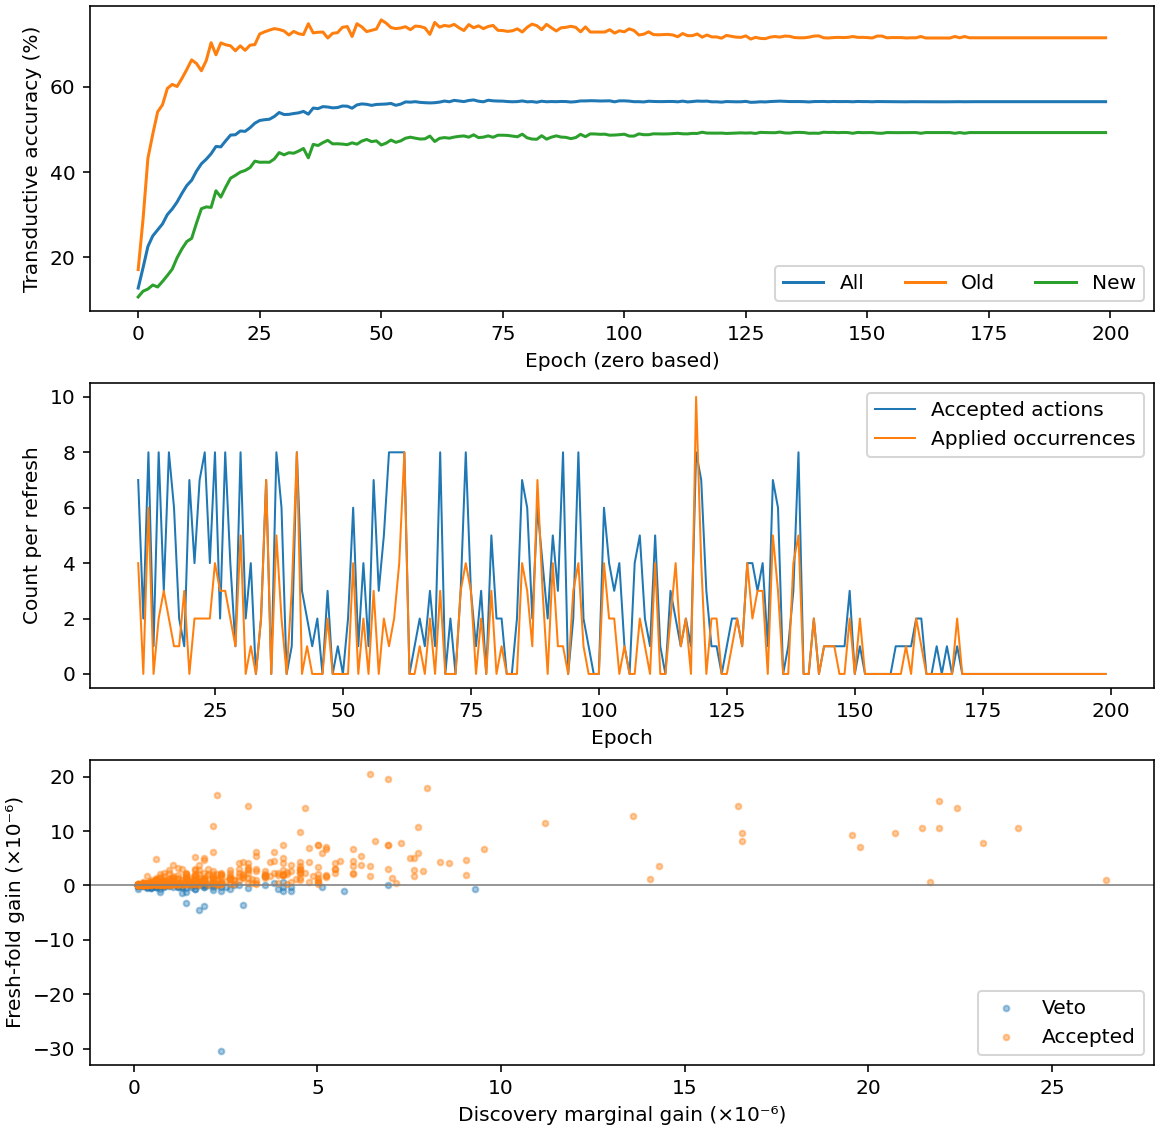 Transductive accuracy (%)
60
40
20
All Old New
0 25 50 75 100 125 150 175 200
Epoch (zero based)
Count per refresh
10
8
6
4
2
0
Accepted actions
Applied occurrences
25 50 75 100 125 150 175 200
Epoch
Fresh-fold gain (×10⁻⁶)
20
10
0
−10
−20
−30
Veto
Accepted
0 5 10 15 20 25
Discovery marginal gain (×10⁻⁶)